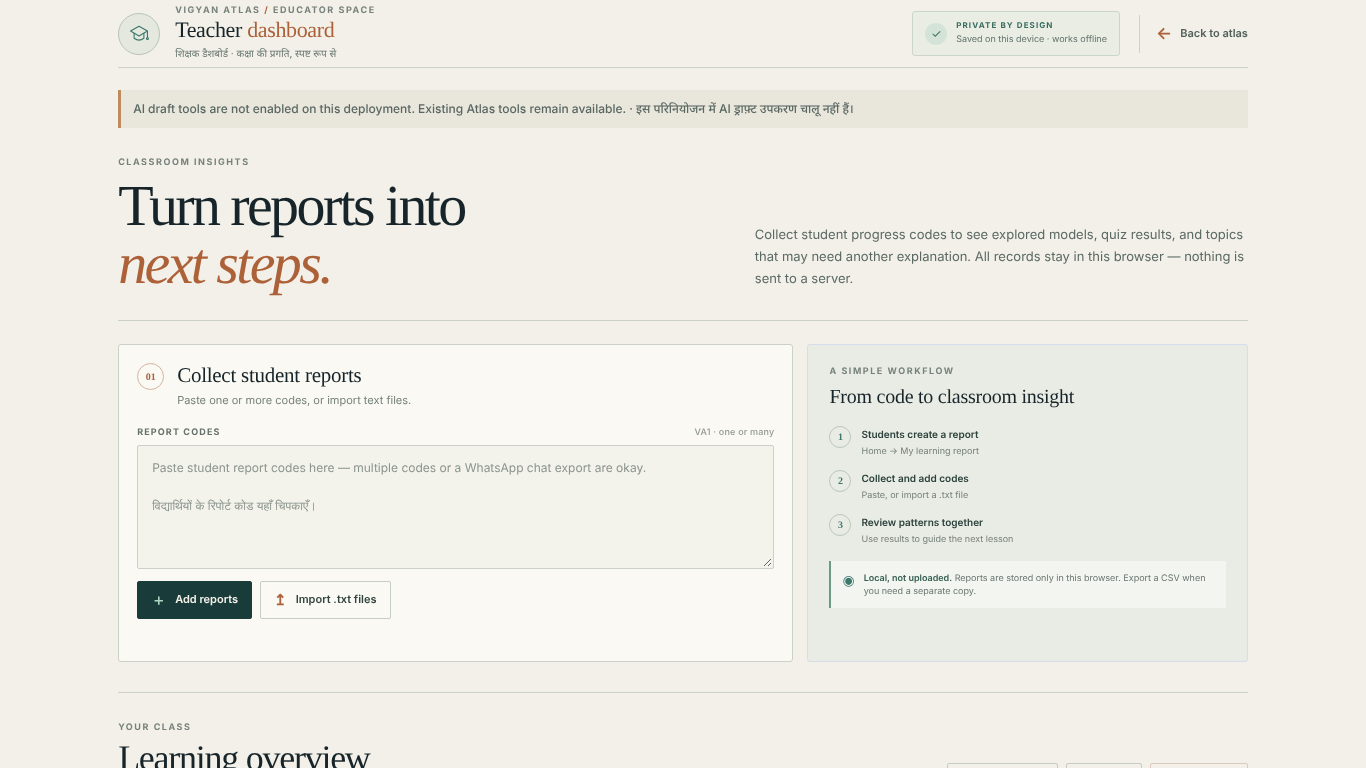 VIGYAN ATLAS / EDUCATOR SPACE
Teacher dashboard
शिक्षक डैशबोर्ड · कक्षा की प्रगति, स्पष्ट रूप से
PRIVATE BY DESIGN
Saved on this device · works offline
← Back to atlas
AI draft tools are not enabled on this deployment. Existing Atlas tools remain available. · इस परिनियोजन में AI ड्राफ़्ट उपकरण चालू नहीं हैं।
CLASSROOM INSIGHTS
Turn reports into
next steps.
Collect student progress codes to see explored models, quiz results, and topics
that may need another explanation. All records stay in this browser — nothing is
sent to a server.
01
Collect student reports
Paste one or more codes, or import text files.
REPORT CODES
VA1 · one or many
Paste student report codes here — multiple codes or a WhatsApp chat export are okay.
विद्यार्थियों के रिपोर्ट कोड यहाँ चिपकाएँ।
+ Add reports
↥ Import .txt files
A SIMPLE WORKFLOW
From code to classroom insight
1
Students create a report
Home → My learning report
2
Collect and add codes
Paste, or import a .txt file
3
Review patterns together
Use results to guide the next lesson
Local, not uploaded. Reports are stored only in this browser. Export a CSV when
you need a separate copy.
YOUR CLASS
Learning overview